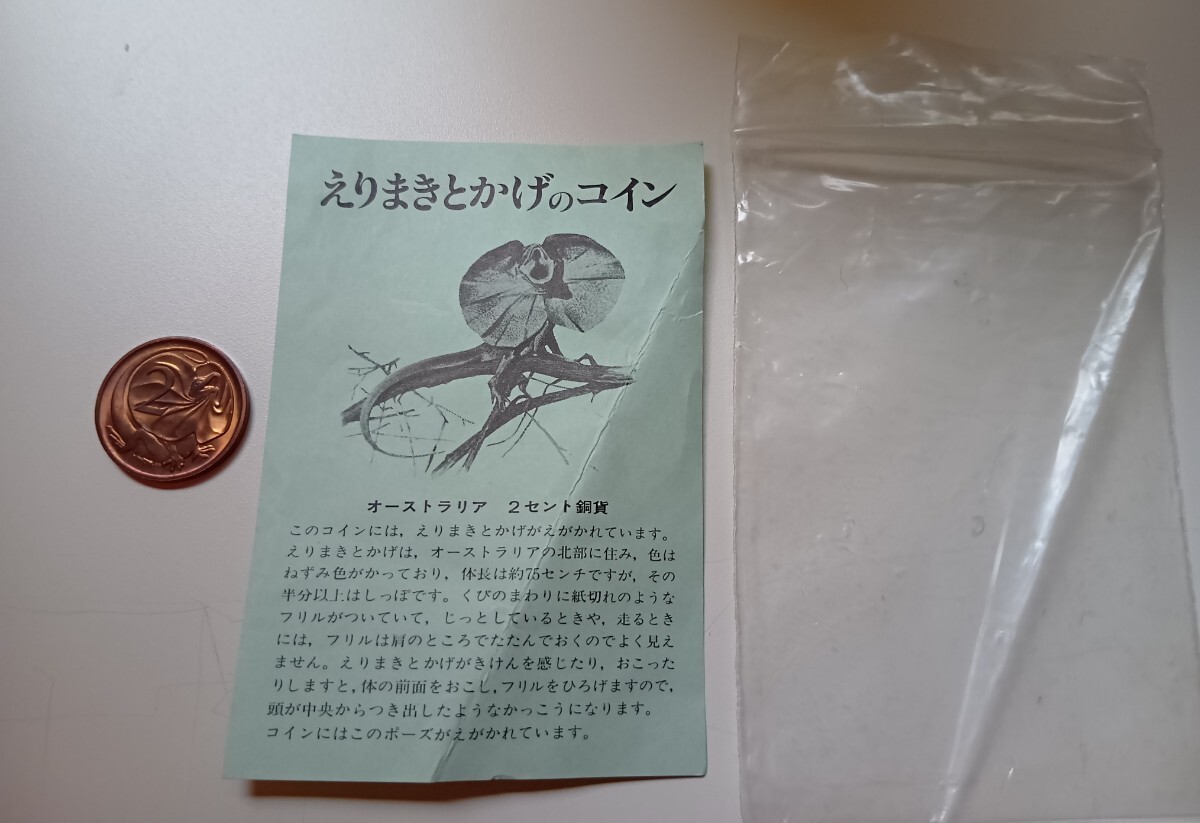 えりまきとかげのコイン
オーストラリア 2セント銅貨
このコインには，えりまきとかげがえがかれています。
えりまきとかげは，オーストラリアの北部に住み，色は
ねずみ色がかっており，体長は約75センチですが，その
半分以上はしっぽです。くびのまわりに紙切れのような
フリルがついていて，じっとしているときや，走るとき
には，フリルは肩のところでたたんでおくのでよく見え
ません。えりまきとかげがきけんを感じたり，おこった
りしますと，体の前面をおこし，フリルをひろげますので，
頭が中央からつき出したようなかっこうになります。
コインにはこのポーズがえがかれています。
2